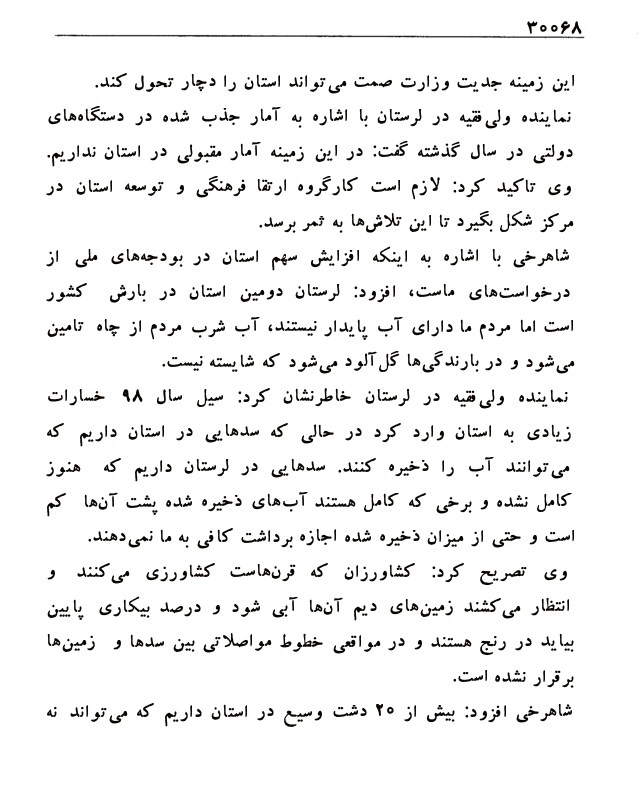 ۳۰۰۶۸
این زمینه جدیت وزارت صمت می‌تواند استان را دچار تحول کند.
نماینده ولی‌فقیه در لرستان با اشاره به آمار جذب شده در دستگاه‌های
دولتی در سال گذشته گفت: در این زمینه آمار مقبولی در استان نداریم.
وی تاکید کرد: لازم است کارگروه ارتقا فرهنگی و توسعه استان در
مرکز شکل بگیرد تا این تلاش‌ها به ثمر برسد.
شاهرخی با اشاره به اینکه افزایش سهم استان در بودجه‌های ملی از
درخواست‌های ماست، افزود: لرستان دومین استان در بارش کشور
است اما مردم ما دارای آب پایدار نیستند، آب شرب مردم از چاه تامین
می‌شود و در بارندگی‌ها گل‌آلود می‌شود که شایسته نیست.
نماینده ولی‌فقیه در لرستان خاطرنشان کرد: سیل سال ۹۸ خسارات
زیادی به استان وارد کرد در حالی که سدهایی در استان داریم که
می‌توانند آب را ذخیره کنند. سدهایی در لرستان داریم که هنوز
کامل نشده و برخی که کامل هستند آب‌های ذخیره شده پشت آن‌ها کم
است و حتی از میزان ذخیره شده اجازه برداشت کافی به ما نمی‌دهند.
وی تصریح کرد: کشاورزان که قرن‌هاست کشاورزی می‌کنند و
انتظار می‌کشند زمین‌های دیم آن‌ها آبی شود و درصد بیکاری پایین
بیاید در رنج هستند و در مواقعی خطوط مواصلاتی بین سدها و زمین‌ها
برقرار نشده است.
شاهرخی افزود: بیش از ۲۰ دشت وسیع در استان داریم که می‌تواند نه